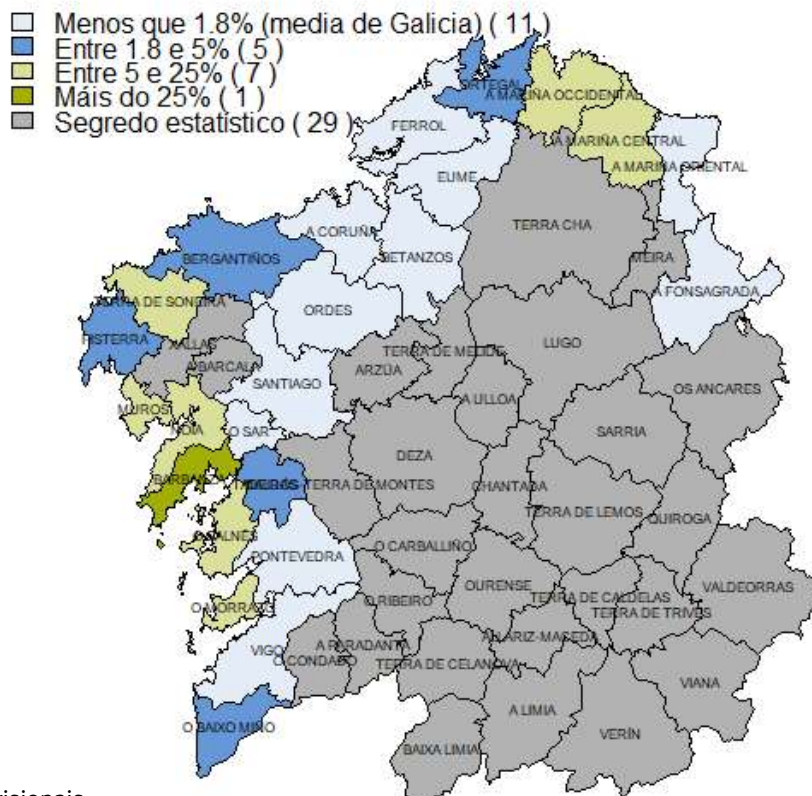 Menos que 1.8% (media de Galicia) ( 11 )
Entre 1.8 e 5% ( 5 )
Entre 5 e 25% ( 7 )
Máis do 25% ( 1 )
Segredo estatístico ( 29 )
ORTEGAL
A MARIÑA OCCIDENTAL
FERROL
A MARIÑA CENTRAL
A MARIÑA ORIENTAL
EUME
TERRA CHA
A CORUÑA
BERGANTIÑOS
BETANZOS
MEIRA
A FONSAGRADA
TERRA DE SONEIRA
ORDES
FISTERRA
XALLAS
LUGO
TERRA DE MELIDE
A BARCALA
ARZÚA
SANTIAGO
OS ANCARES
A ULLOA
MUROS
NOIA
O SAR
SARRIA
DEZA
BARBANZA
CALDAS
TABEIRÓS-TERRA DE MONTES
CHANTADA
TERRA DE LEMOS
QUIROGA
O SALNÉS
PONTEVEDRA
O CARBALLIÑO
OURENSE
VALDEORRAS
TERRA DE CALDELAS
O MORRAZO
O RIBEIRO
TERRA DE TRIVES
ALLARIZ-MACEDA
A PARADANTA
VIGO
O CONDADO
TERRA DE CELANOVA
VIANA
A LIMIA
O BAIXO MIÑO
VERÍN
BAIXA LIMIA